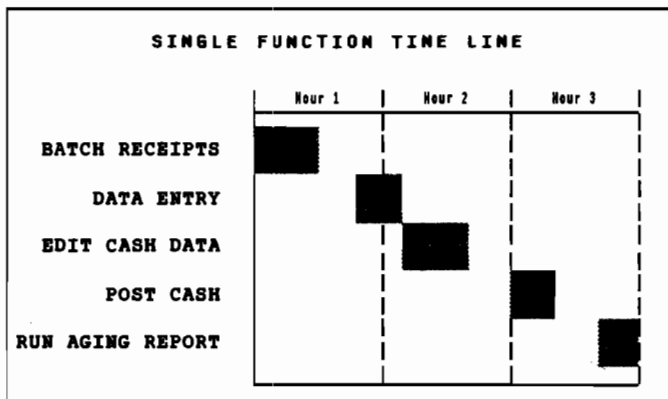 SINGLE FUNCTION TIME LINE
Hour 1 Hour 2 Hour 3
BATCH RECEIPTS
DATA ENTRY
EDIT CASH DATA
POST CASH
RUN AGING REPORT